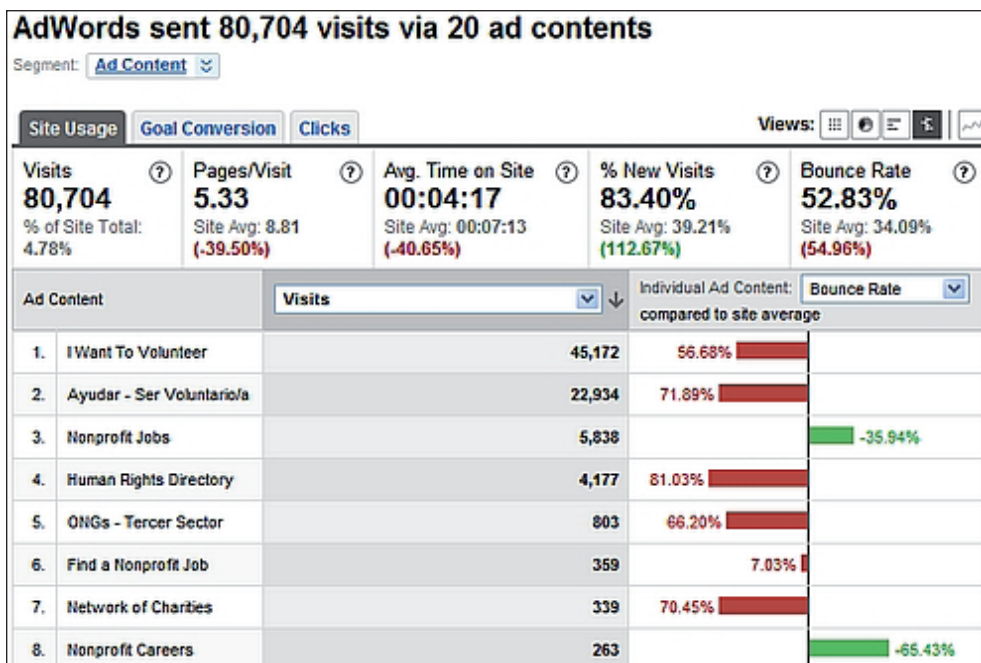 AdWords sent 80,704 visits via 20 ad contents
Segment: Ad Content
Site Usage Goal Conversion Clicks Views:
Visits Pages/Visit Avg. Time on Site % New Visits Bounce Rate
80,704 5.33 00:04:17 83.40% 52.83%
% of Site Total: Site Avg: 8.81 Site Avg: 00:07:13 Site Avg: 39.21% Site Avg: 34.09%
4.78% (-39.50%) (-40.65%) (112.67%) (54.96%)
Ad Content Visits Individual Ad Content: Bounce Rate
compared to site average
1. I Want To Volunteer 45,172 56.68%
2. Ayudar - Ser Voluntario/a 22,934 71.89%
3. Nonprofit Jobs 5,838 -35.94%
4. Human Rights Directory 4,177 81.03%
5. ONGs - Tercer Sector 803 66.20%
6. Find a Nonprofit Job 359 7.03%
7. Network of Charities 339 70.45%
8. Nonprofit Careers 263 -65.43%